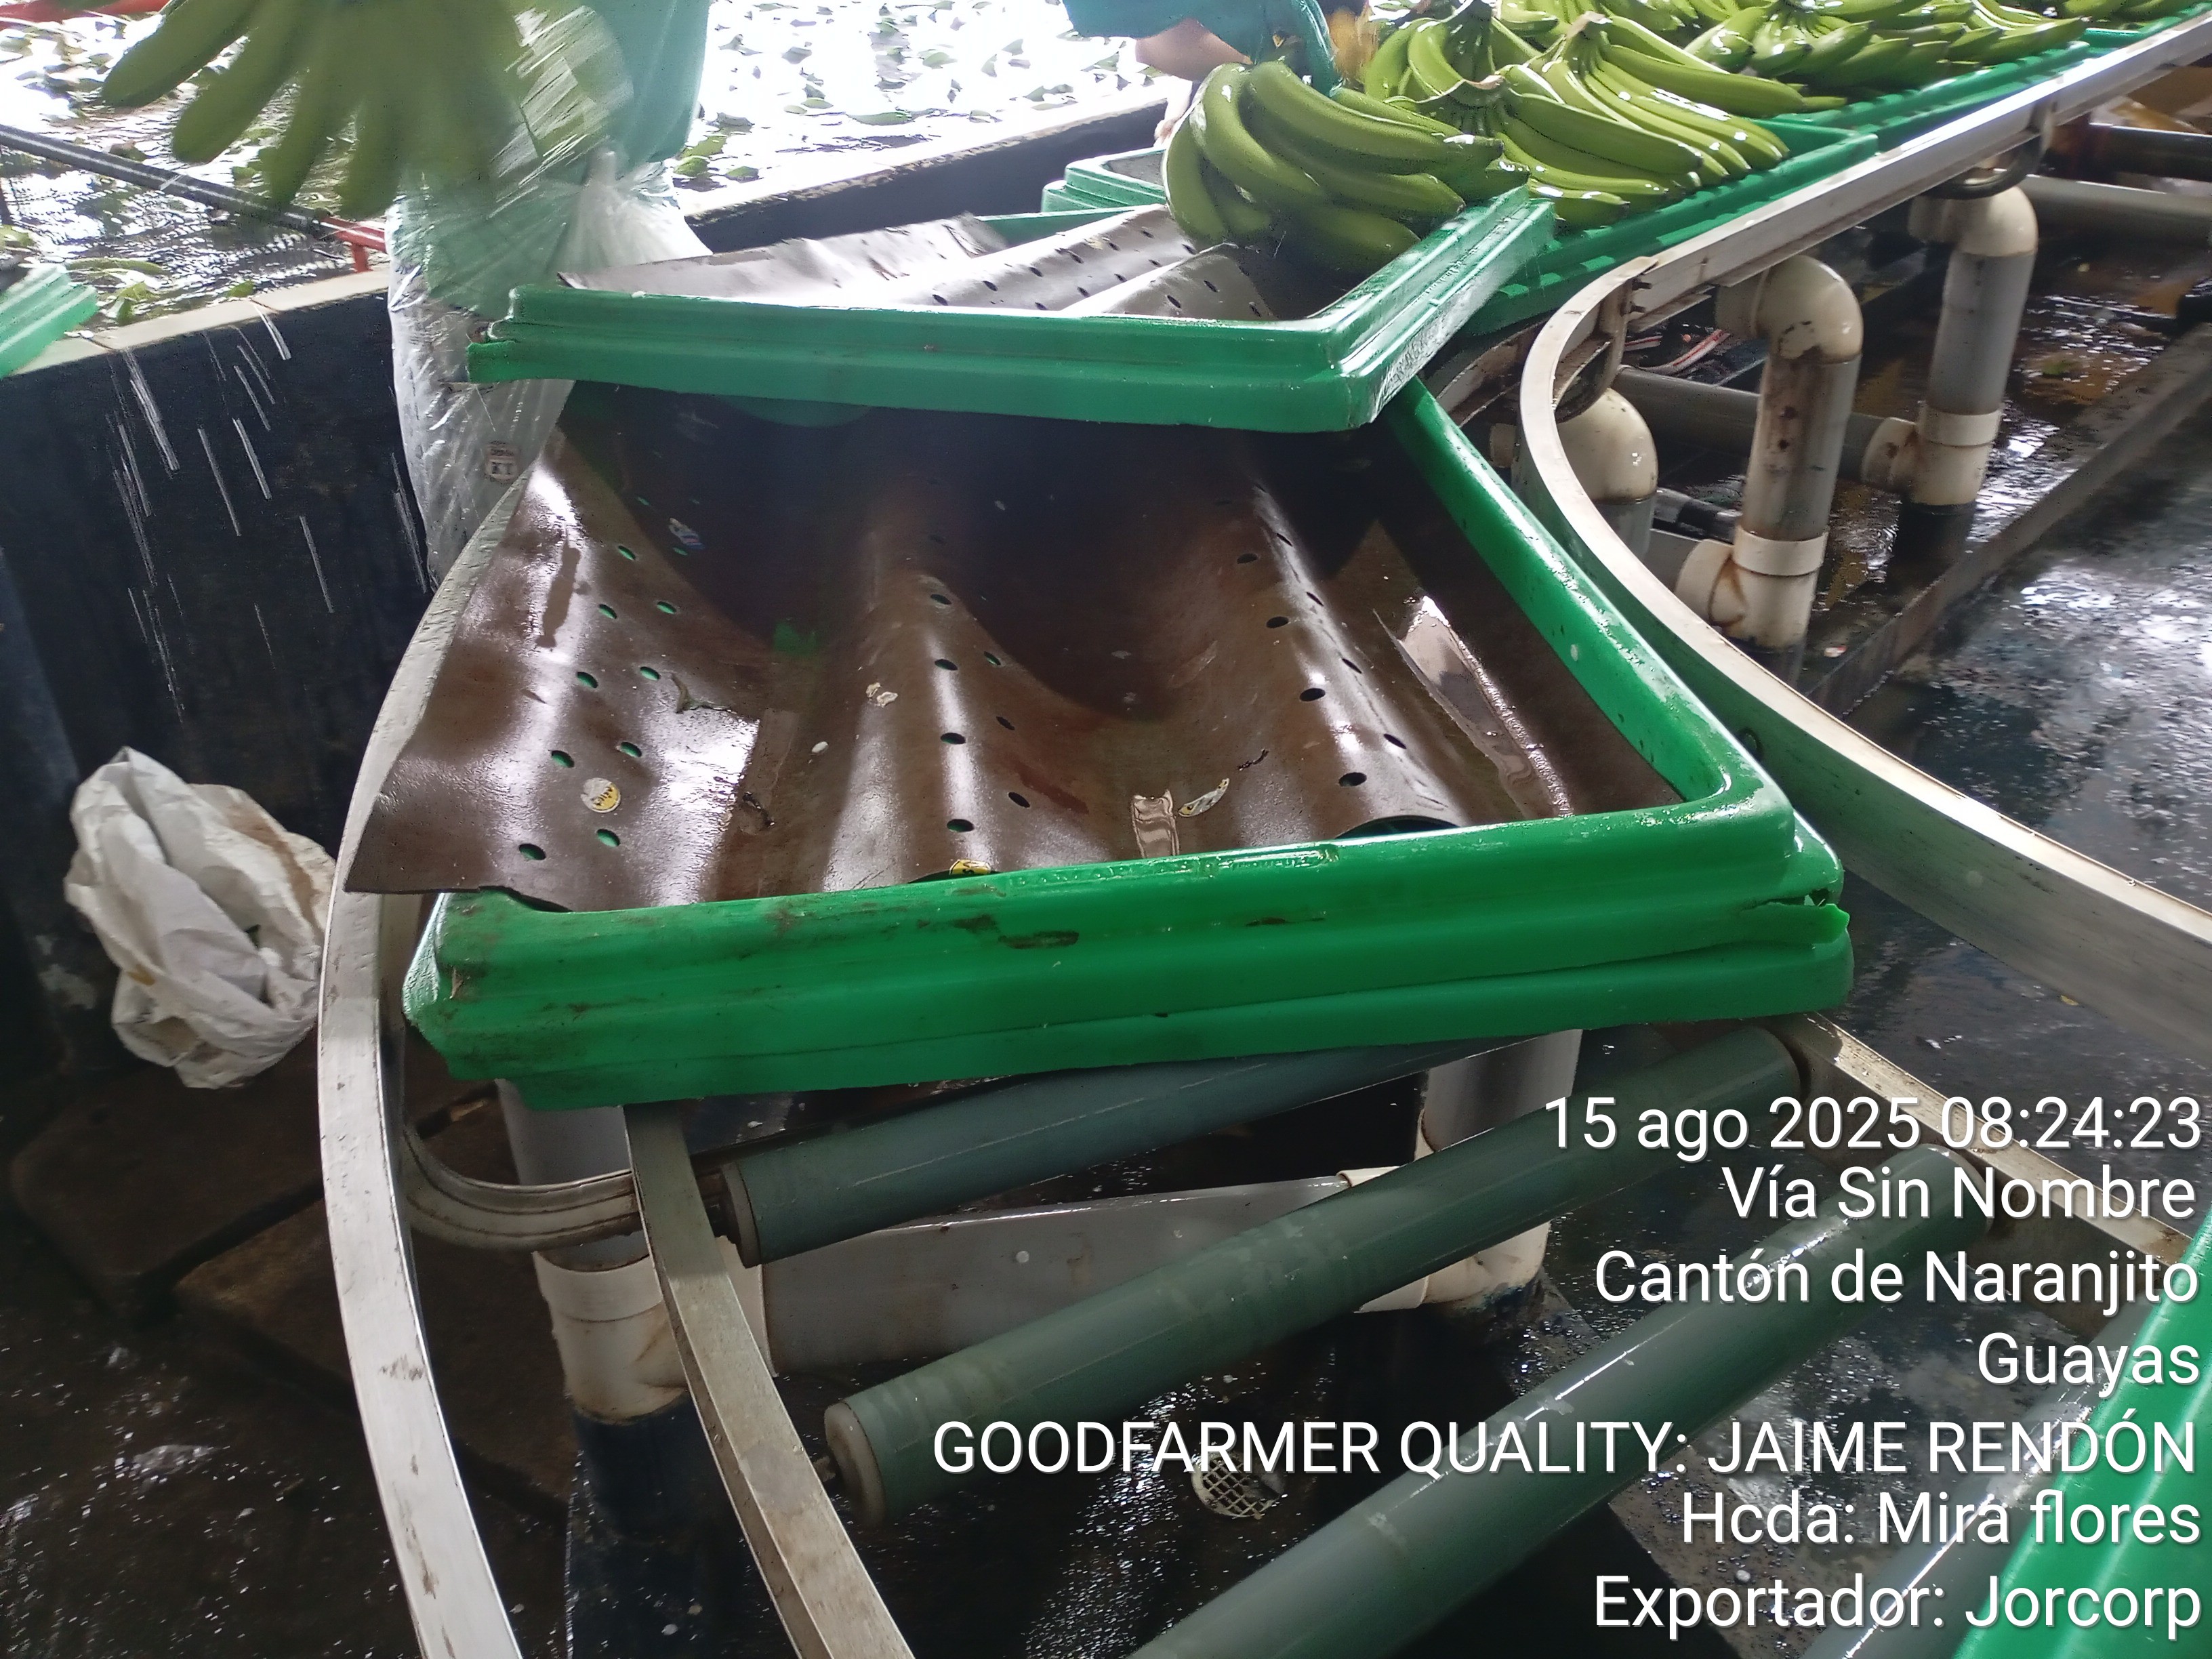 15 ago 2025 08:24:23
Vía Sin Nombre
Cantón de Naranjito
Guayas
GOODFARMER QUALITY: JAIME RENDÓN
Hcda: Mira flores
Exportador: Jorcorp